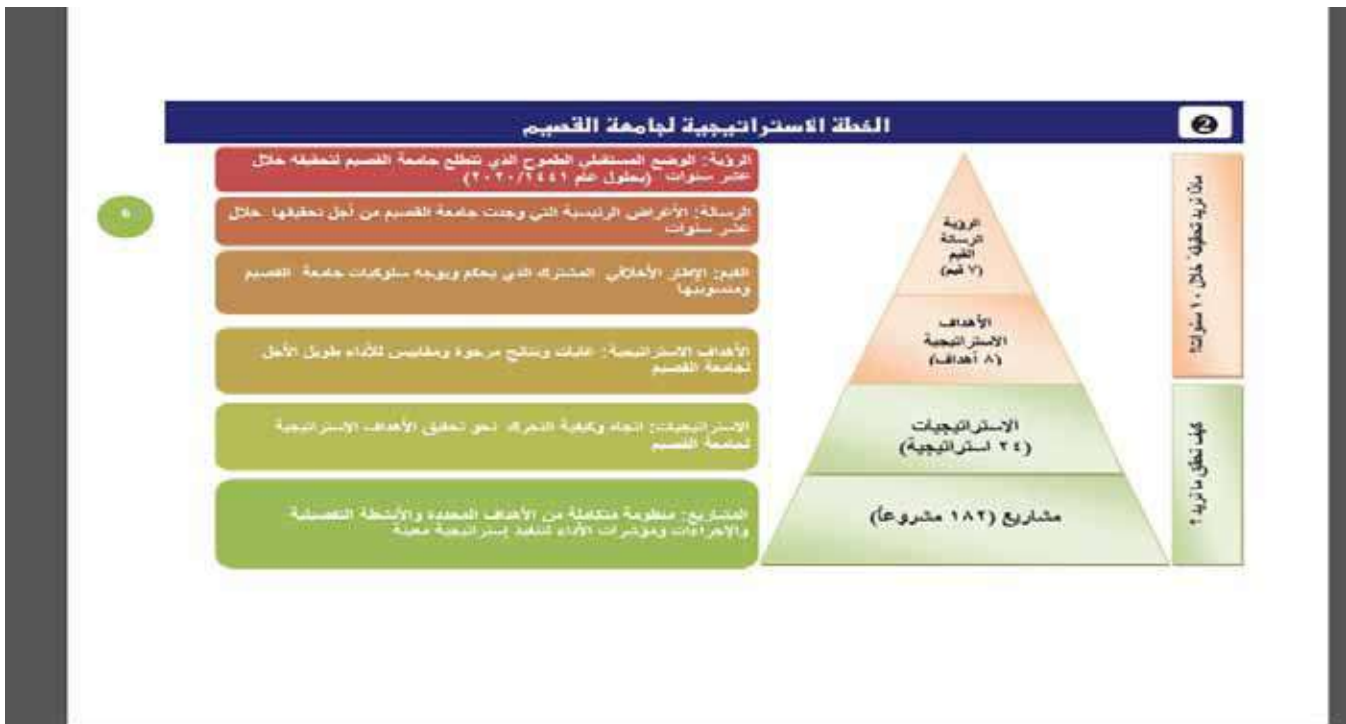 ❷
الخطة الاستراتيجية لجامعة القصيم
ماذا نريد تحقيقه خلال ١٠ سنوات؟
كيف نحقق ما نريد ؟
الرؤية
الرسالة
القيم
(٧ قيم)
الأهداف
الاستراتيجية
(٨ أهداف)
الاستراتيجيات
(٢٤ استراتيجية)
مشاريع (١٨٢ مشروعاً)
الرؤية: الوضع المستقبلي الطموح الذي تتطلع جامعة القصيم لتحقيقه خلال
عشر سنوات (بحلول عام ١٤٤١/٢٠٢٠)
الرسالة: الأغراض الرئيسية التي وجدت جامعة القصيم من أجل تحقيقها خلال
عشر سنوات
القيم: الإطار الأخلاقي المشترك الذي يحكم ويوجه سلوكيات جامعة القصيم
ومنسوبيها
الأهداف الاستراتيجية: غايات ونتائج مرجوة ومقاييس للأداء طويل الأجل
لجامعة القصيم
الاستراتيجيات: اتجاه وكيفية التحرك نحو تحقيق الأهداف الاستراتيجية
لجامعة القصيم
المشاريع: منظومة متكاملة من الأهداف المحددة والأنشطة التفصيلية
والإجراءات ومؤشرات الأداء لتنفيذ إستراتيجية معينة